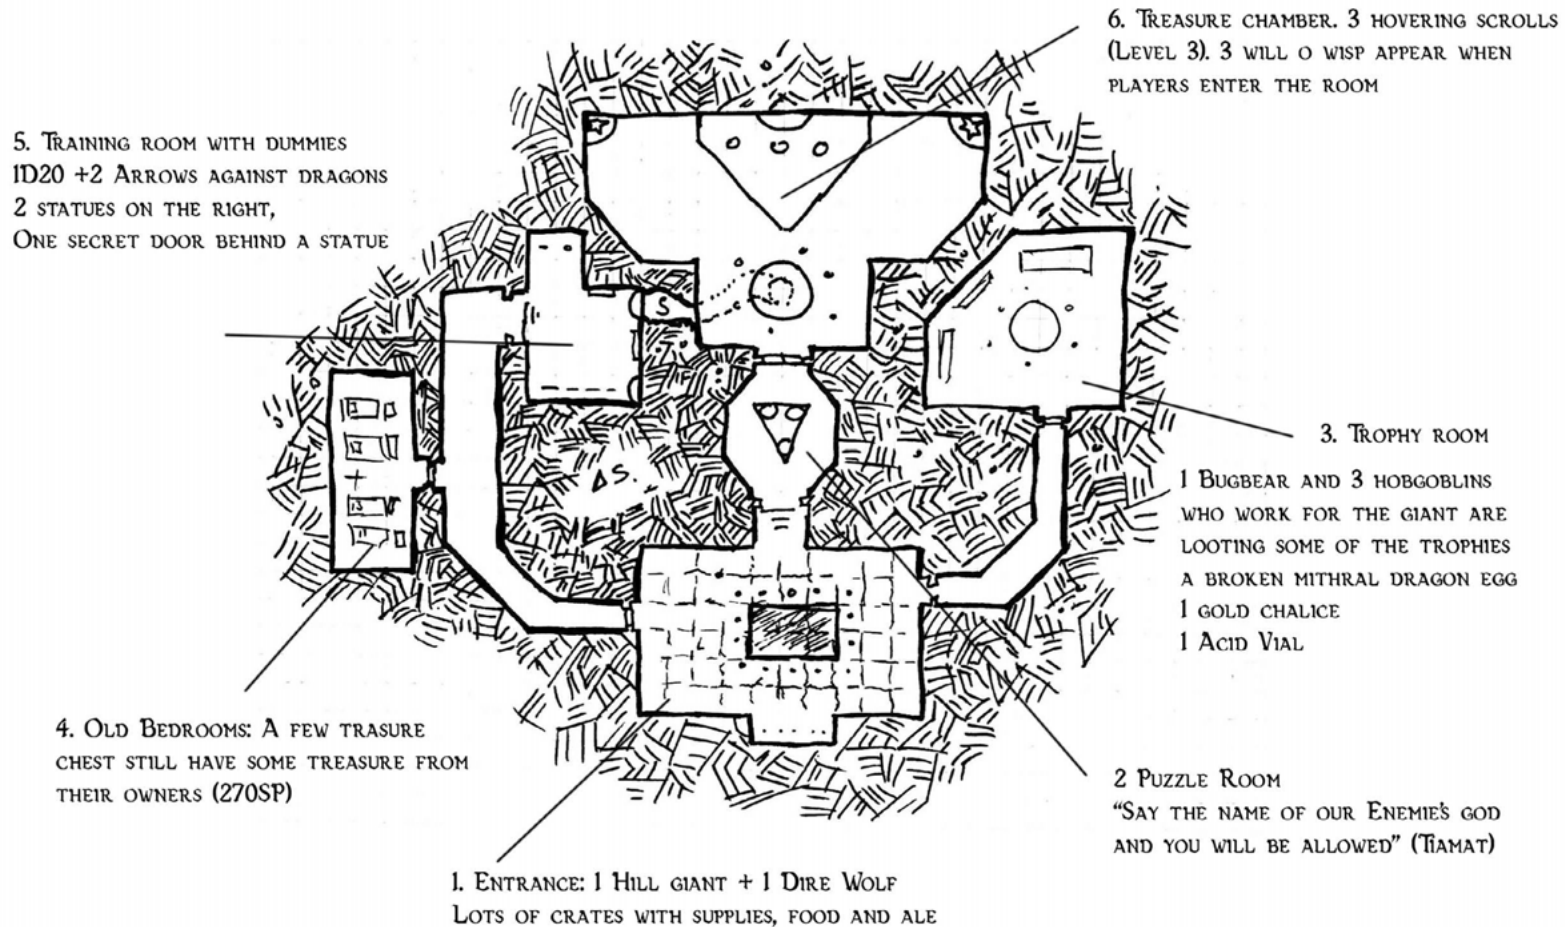 6. Treasure chamber. 3 hovering scrolls
(Level 3). 3 will o wisp appear when
players enter the room
5. Training room with dummies
1D20 +2 Arrows against dragons
2 statues on the right,
One secret door behind a statue
S
S.
3. Trophy room
1 Bugbear and 3 hobgoblins
who work for the giant are
looting some of the trophies
a broken mithral dragon egg
1 gold chalice
1 Acid Vial
4. Old Bedrooms: A few trasure
chest still have some treasure from
their owners (270sp)
2 Puzzle Room
"Say the name of our Enemie's god
and you will be allowed" (Tiamat)
1. Entrance: 1 Hill giant + 1 Dire Wolf
Lots of crates with supplies, food and ale